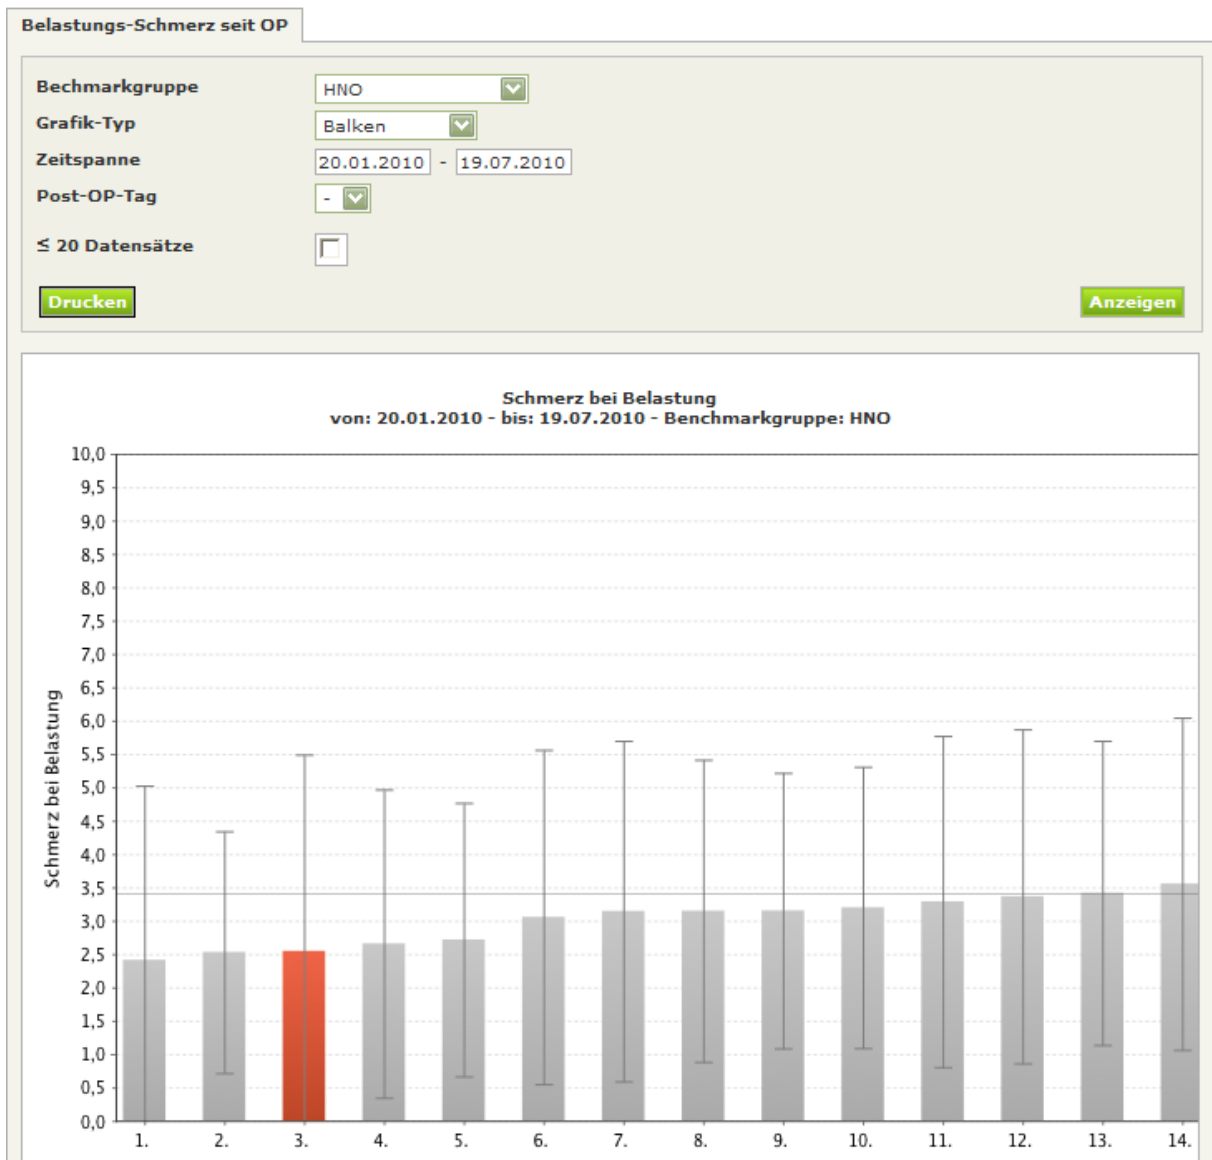 Belastungs-Schmerz seit OP
Bechmarkgruppe HNO
Grafik-Typ Balken
Zeitspanne 20.01.2010 - 19.07.2010
Post-OP-Tag -
≤ 20 Datensätze
Drucken Anzeigen
Schmerz bei Belastung
von: 20.01.2010 - bis: 19.07.2010 - Benchmarkgruppe: HNO
Schmerz bei Belastung
10,0
9,5
9,0
8,5
8,0
7,5
7,0
6,5
6,0
5,5
5,0
4,5
4,0
3,5
3,0
2,5
2,0
1,5
1,0
0,5
0,0
1. 2. 3. 4. 5. 6. 7. 8. 9. 10. 11. 12. 13. 14.